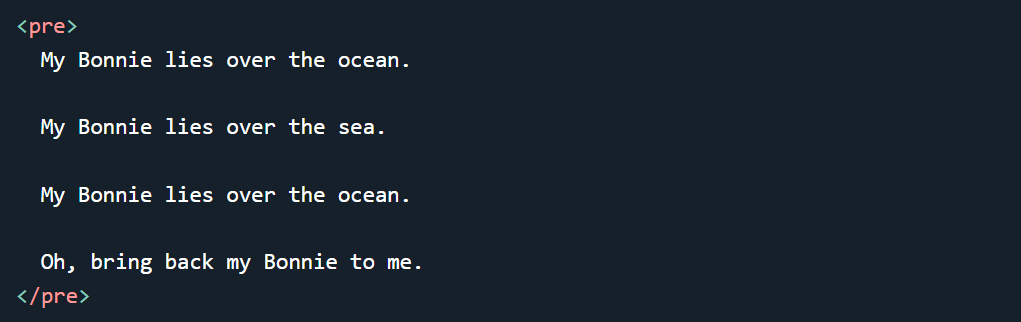 <pre>
  My Bonnie lies over the ocean.

  My Bonnie lies over the sea.

  My Bonnie lies over the ocean.

  Oh, bring back my Bonnie to me.
</pre>